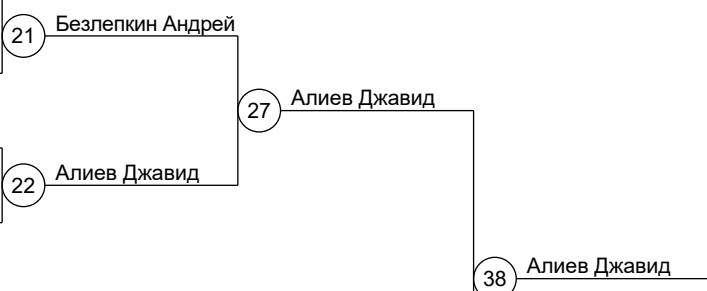 21 Безлепкин Андрей
27 Алиев Джавид
22 Алиев Джавид
38 Алиев Джавид